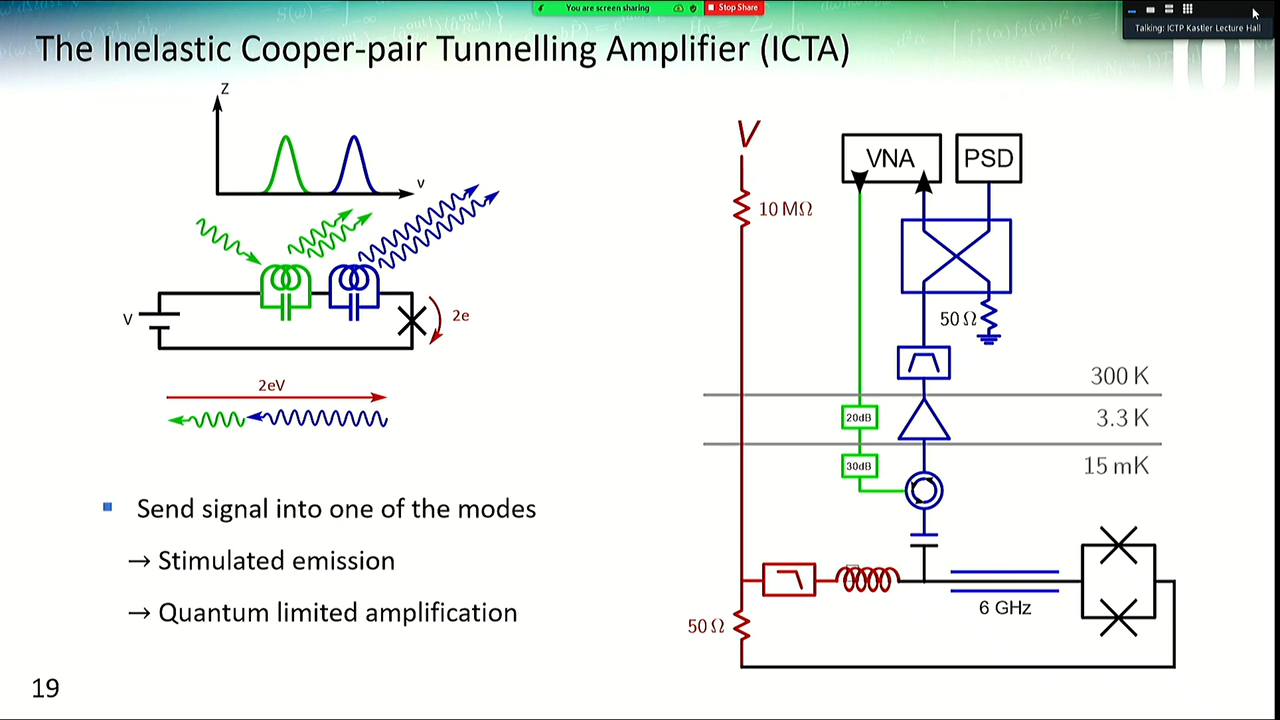 You are screen sharing
Stop Share
Talking: ICTP Kastler Lecture Hall
The Inelastic Cooper-pair Tunnelling Amplifier (ICTA)
Z
ν
V
2e
2eV
Send signal into one of the modes
→ Stimulated emission
→ Quantum limited amplification
V
10 MΩ
VNA
PSD
50 Ω
300 K
20dB
3.3 K
30dB
15 mK
6 GHz
50 Ω
19